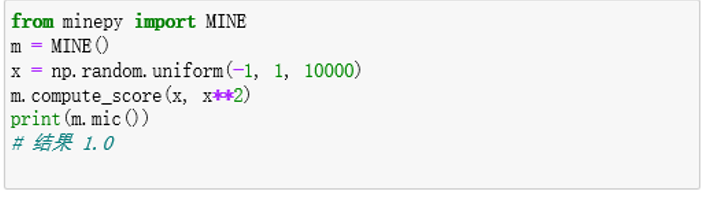 from minepy import MINE
m = MINE()
x = np.random.uniform(-1, 1, 10000)
m.compute_score(x, x**2)
print(m.mic())
# 结果 1.0